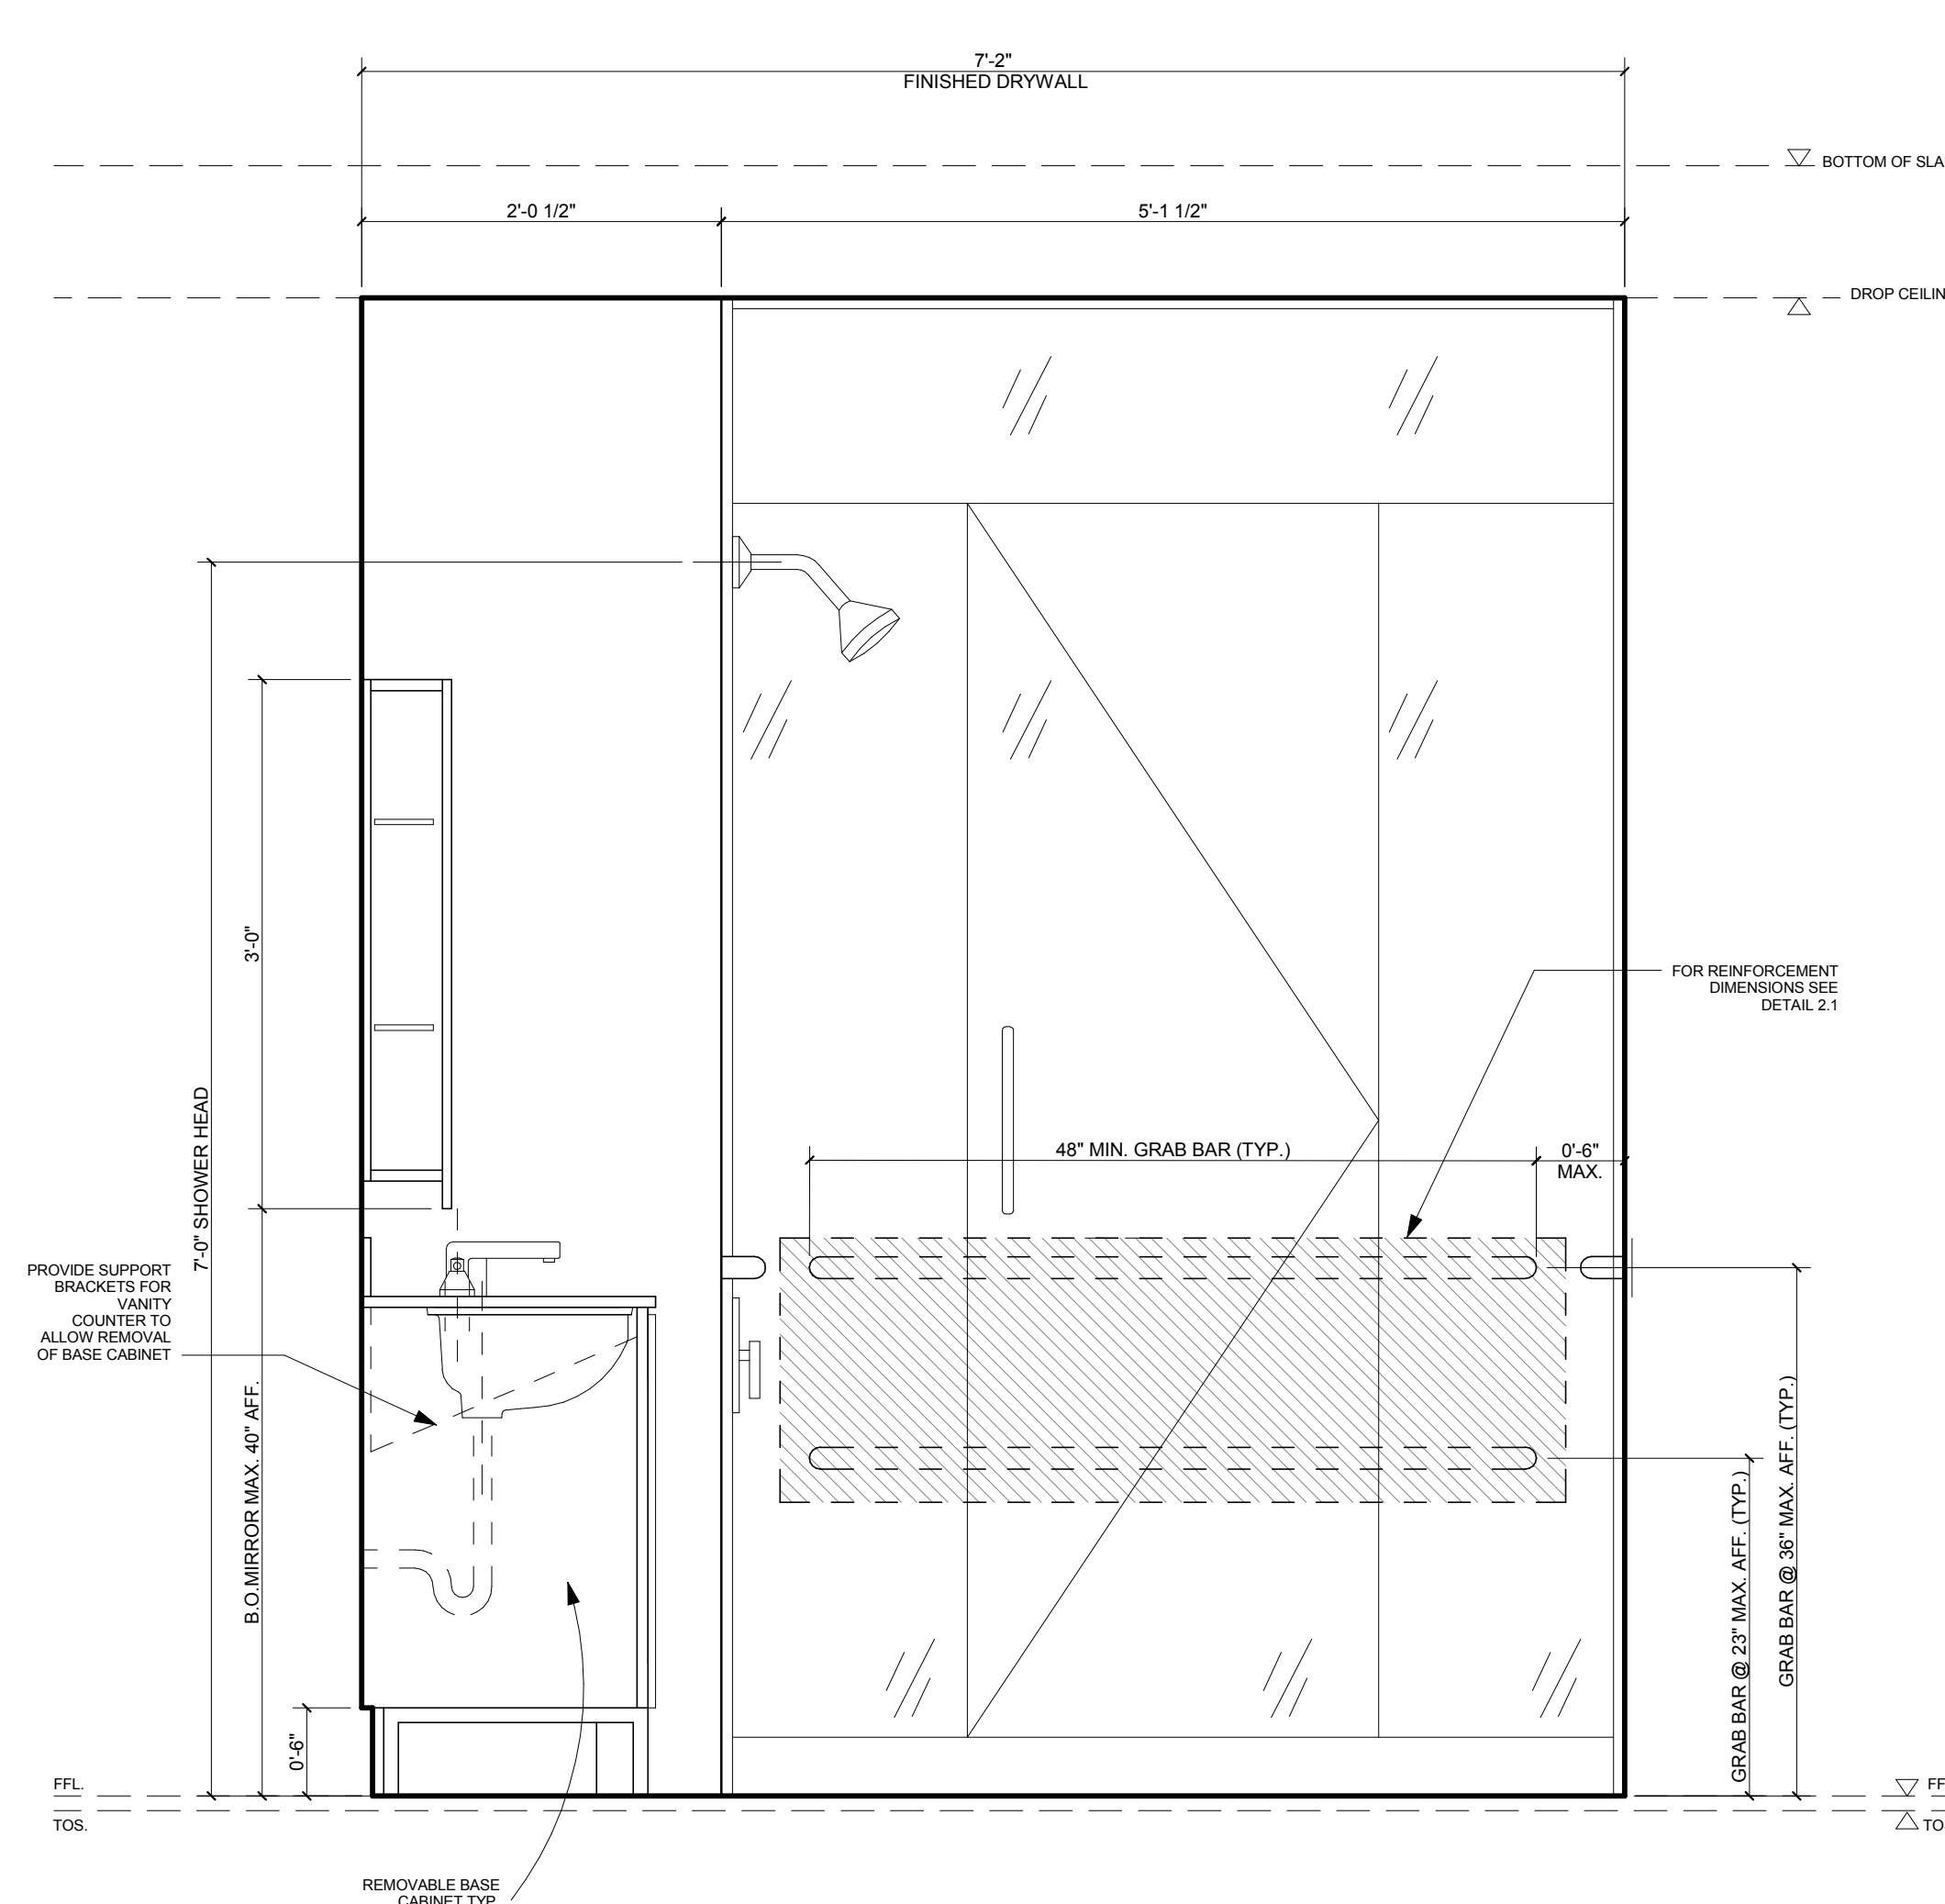 7'-2"
FINISHED DRYWALL
BOTTOM OF SLA
2'-0 1/2"
5'-1 1/2"
DROP CEILIN
3'-0"
7'-0" SHOWER HEAD
FOR REINFORCEMENT
DIMENSIONS SEE
DETAIL 2.1
48" MIN. GRAB BAR (TYP.)
0'-6"
MAX.
PROVIDE SUPPORT
BRACKETS FOR
VANITY
COUNTER TO
ALLOW REMOVAL
OF BASE CABINET
B.O.MIRROR MAX. 40" AFF.
GRAB BAR @ 23" MAX. AFF. (TYP.)
GRAB BAR @ 36" MAX. AFF. (TYP.)
0'-6"
FFL.
FF
TOS.
TO
REMOVABLE BASE
CABINET TYP.